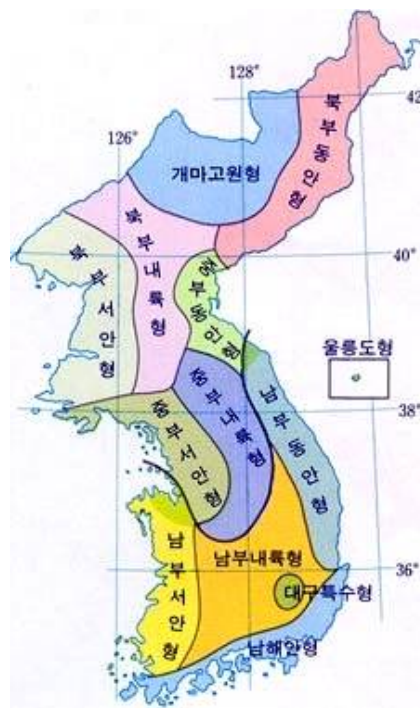 128°
42
126°
개마고원형
북부동안형
북부내륙형
북부서안형
40°
중부동안형
울릉도형
38°
중부내륙형
중부서안형
남부동안형
36°
남부내륙형
대구특수형
남부서안형
남해안형